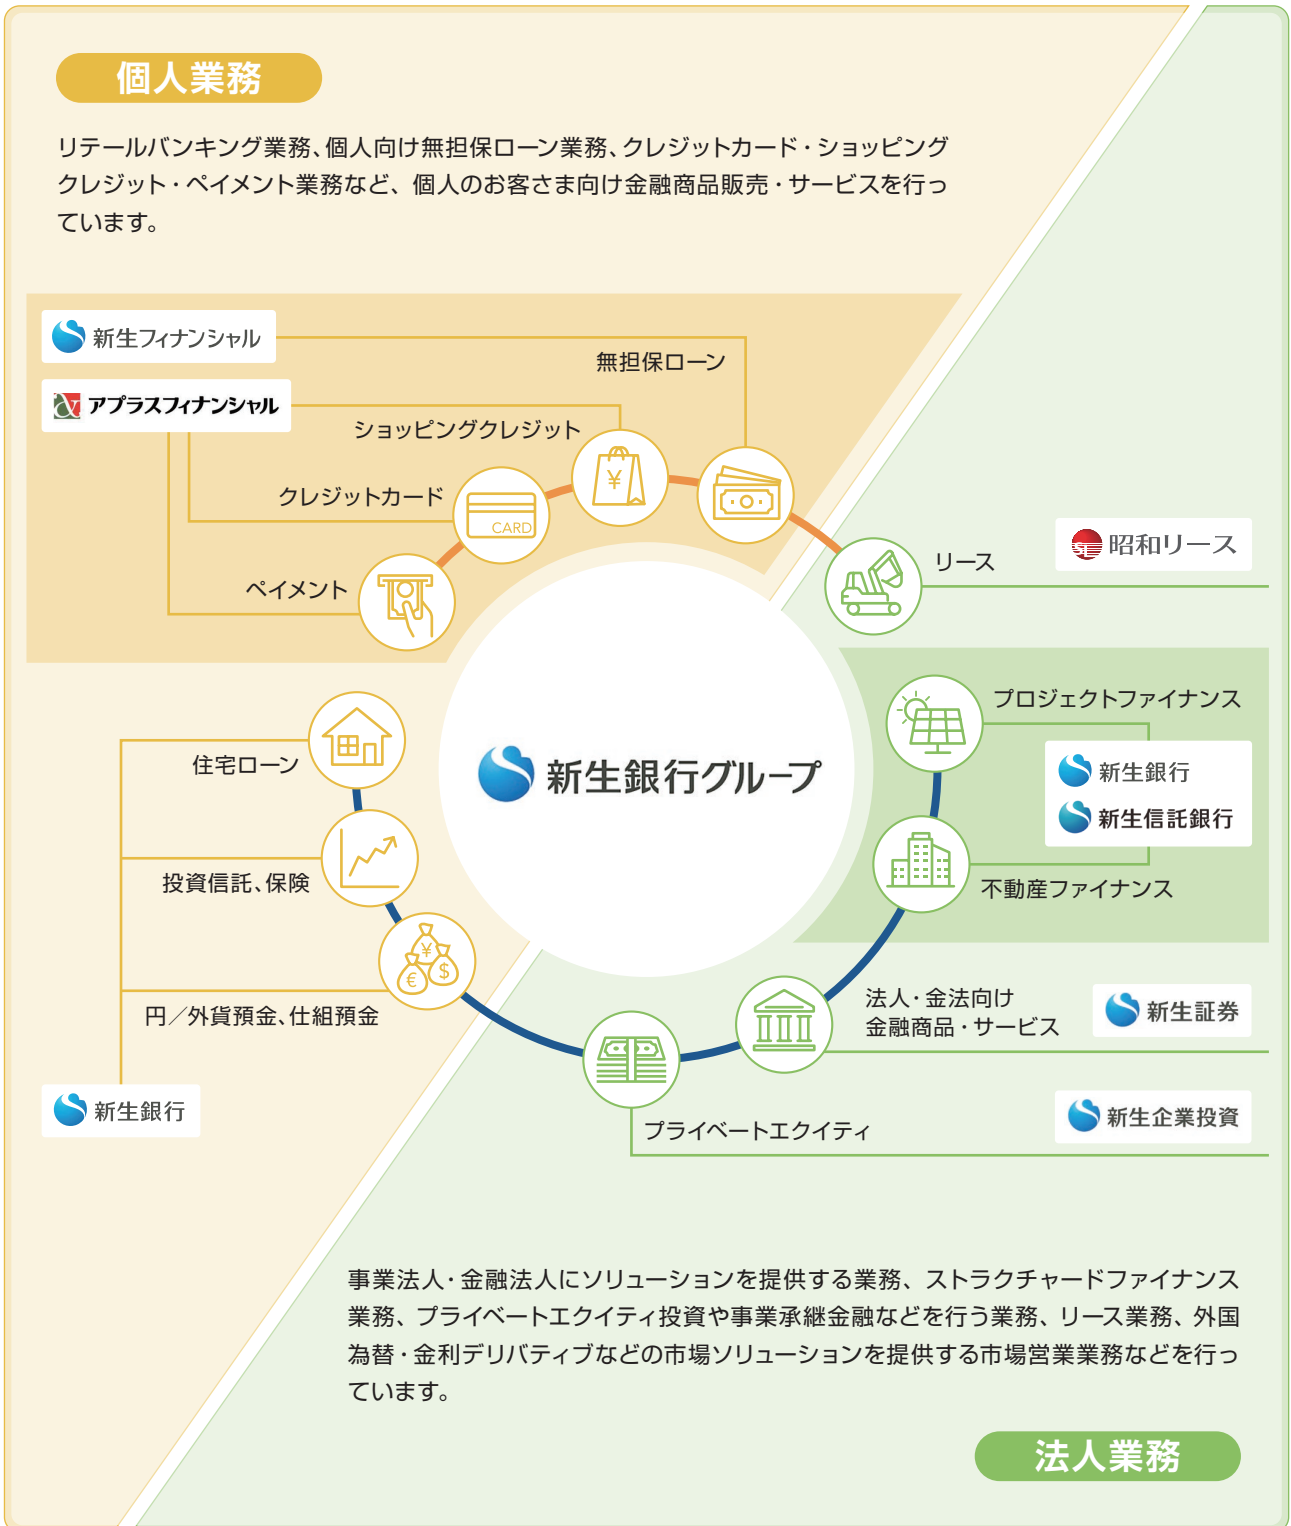 個人業務
リテールバンキング業務、個人向け無担保ローン業務、クレジットカード・ショッピング
クレジット・ペイメント業務など、個人のお客さま向け金融商品販売・サービスを行っ
ています。
新生フィナンシャル
無担保ローン
アプラスフィナンシャル
ショッピングクレジット
¥
クレジットカード
CARD
ペイメント
リース
SL
昭和リース
プロジェクトファイナンス
新生銀行
新生信託銀行
不動産ファイナンス
新生銀行グループ
住宅ローン
投資信託、保険
¥
€
$
円／外貨預金、仕組預金
新生銀行
法人・金法向け
金融商品・サービス
新生証券
プライベートエクイティ
新生企業投資
事業法人・金融法人にソリューションを提供する業務、ストラクチャードファイナンス
業務、プライベートエクイティ投資や事業承継金融などを行う業務、リース業務、外国
為替・金利デリバティブなどの市場ソリューションを提供する市場営業業務などを行っ
ています。
法人業務